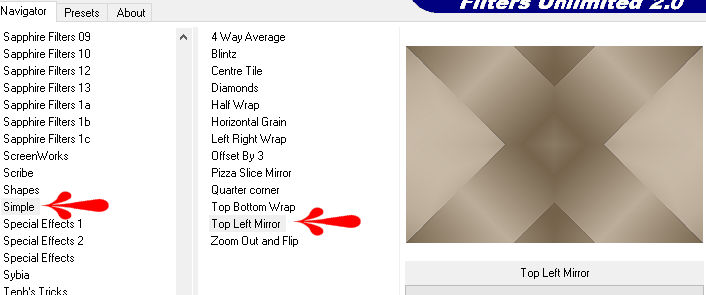 Filters Unlimited 2.0
Navigator Presets About
Sapphire Filters 09
Sapphire Filters 10
Sapphire Filters 12
Sapphire Filters 13
Sapphire Filters 1a
Sapphire Filters 1b
Sapphire Filters 1c
ScreenWorks
Scribe
Shapes
Simple
Special Effects 1
Special Effects 2
Special Effects
Sybia
Teph's Tricks
4 Way Average
Blintz
Centre Tile
Diamonds
Half Wrap
Horizontal Grain
Left Right Wrap
Offset By 3
Pizza Slice Mirror
Quarter corner
Top Bottom Wrap
Top Left Mirror
Zoom Out and Flip
Top Left Mirror